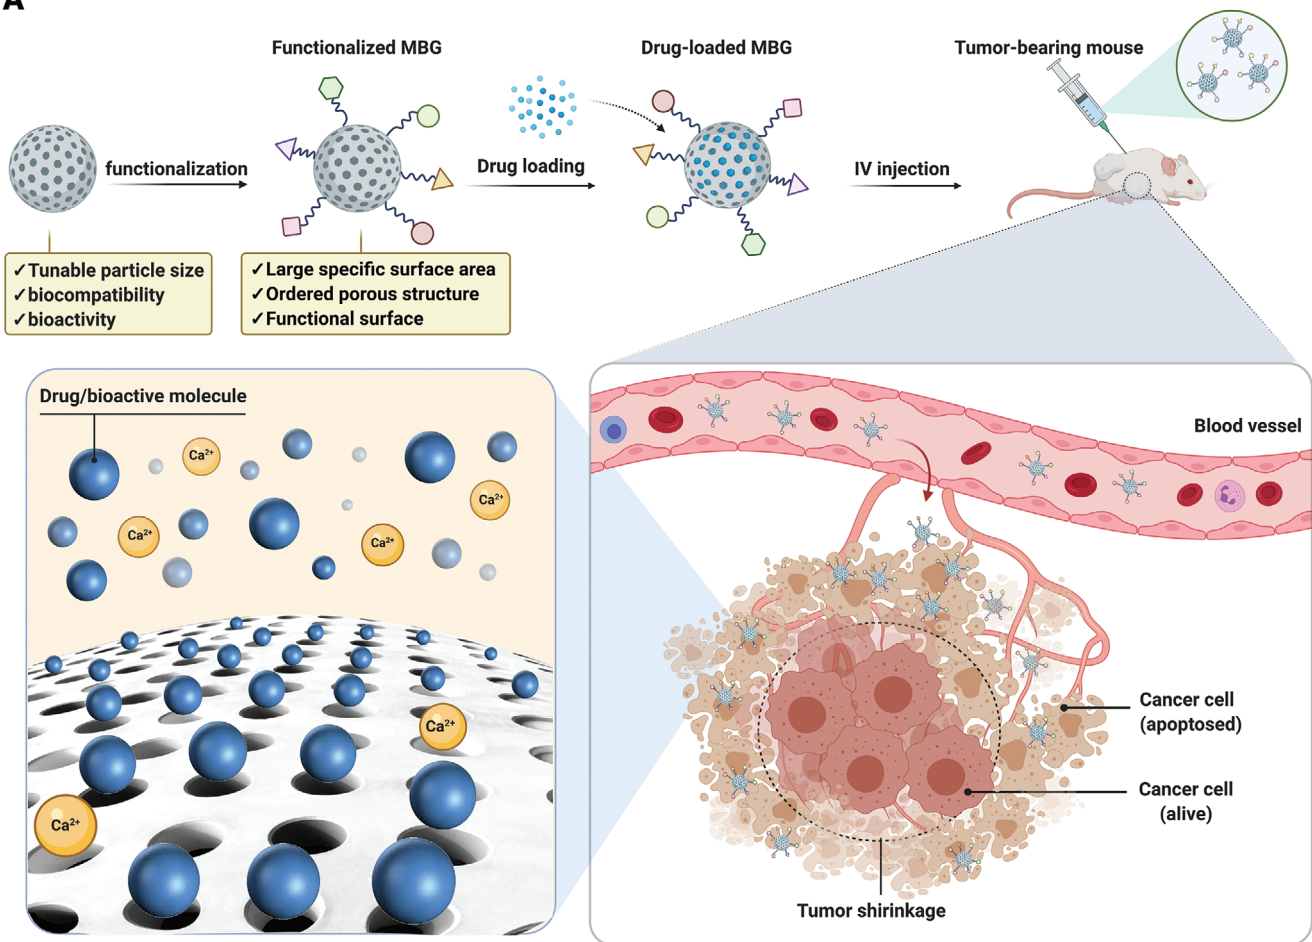 A
Functionalized MBG
Drug-loaded MBG
Tumor-bearing mouse
functionalization
Drug loading
IV injection
✓Tunable particle size
✓biocompatibility
✓bioactivity
✓Large specific surface area
✓Ordered porous structure
✓Functional surface
Drug/bioactive molecule
Ca²⁺
Ca²⁺
Ca²⁺
Ca²⁺
Ca²⁺
Ca²⁺
Blood vessel
Cancer cell
(apoptosed)
Cancer cell
(alive)
Tumor shirinkage